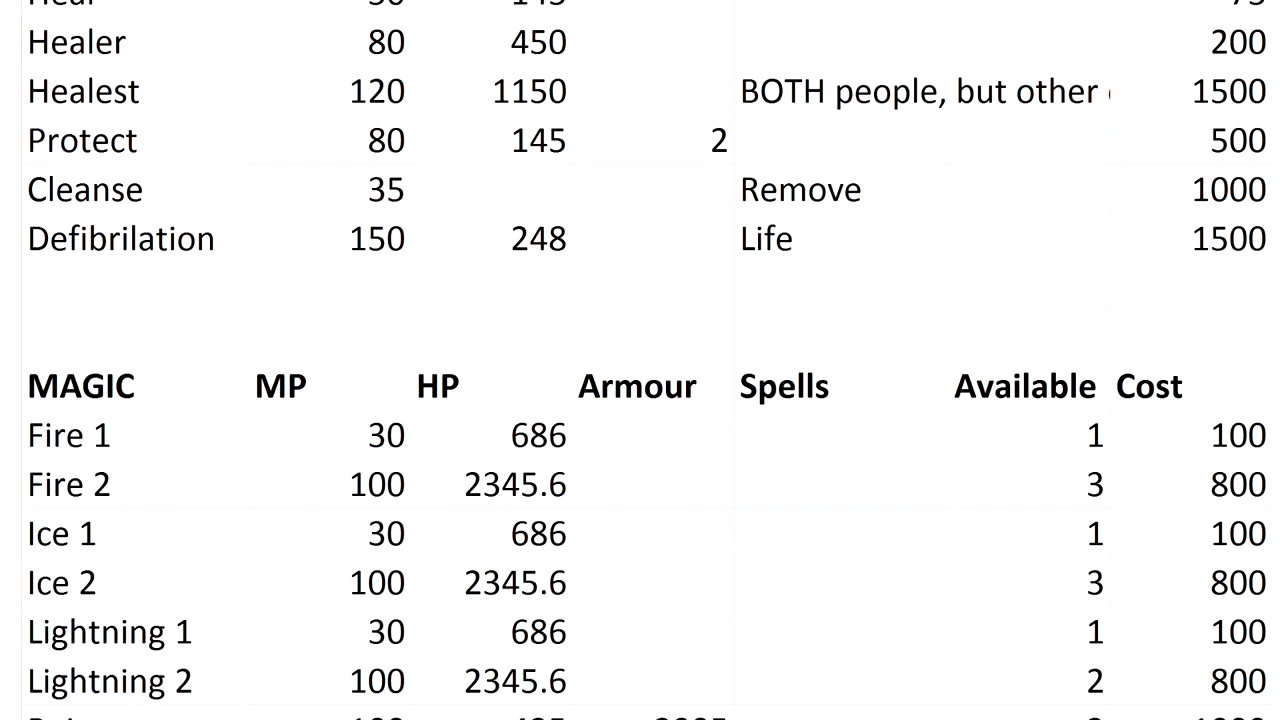 Healer 80 450 200
Healest 120 1150 BOTH people, but other 1500
Protect 80 145 2 500
Cleanse 35 Remove 1000
Defibrilation 150 248 Life 1500
MAGIC MP HP Armour Spells Available Cost
Fire 1 30 686 1 100
Fire 2 100 2345.6 3 800
Ice 1 30 686 1 100
Ice 2 100 2345.6 3 800
Lightning 1 30 686 1 100
Lightning 2 100 2345.6 2 800